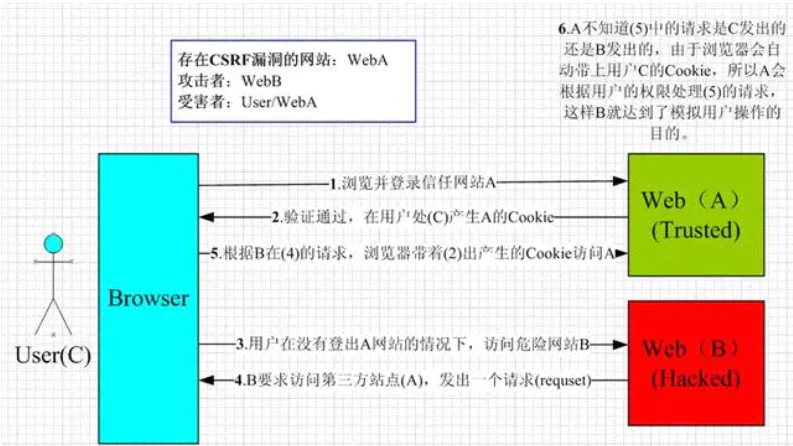 存在CSRF漏洞的网站：WebA
攻击者：WebB
受害者：User/WebA
6.A不知道(5)中的请求是C发出的
还是B发出的，由于浏览器会自
动带上用户C的Cookie，所以A会
根据用户的权限处理(5)的请求，
这样B就达到了模拟用户操作的
目的。
1.浏览并登录信任网站A
2.验证通过，在用户处(C)产生A的Cookie
5.根据B在(4)的请求，浏览器带着(2)出产生的Cookie访问A
Web（A）
(Trusted)
Browser
User(C)
3.用户在没有登出A网站的情况下，访问危险网站B
4.B要求访问第三方站点(A)，发出一个请求(requset)
Web（B）
(Hacked)